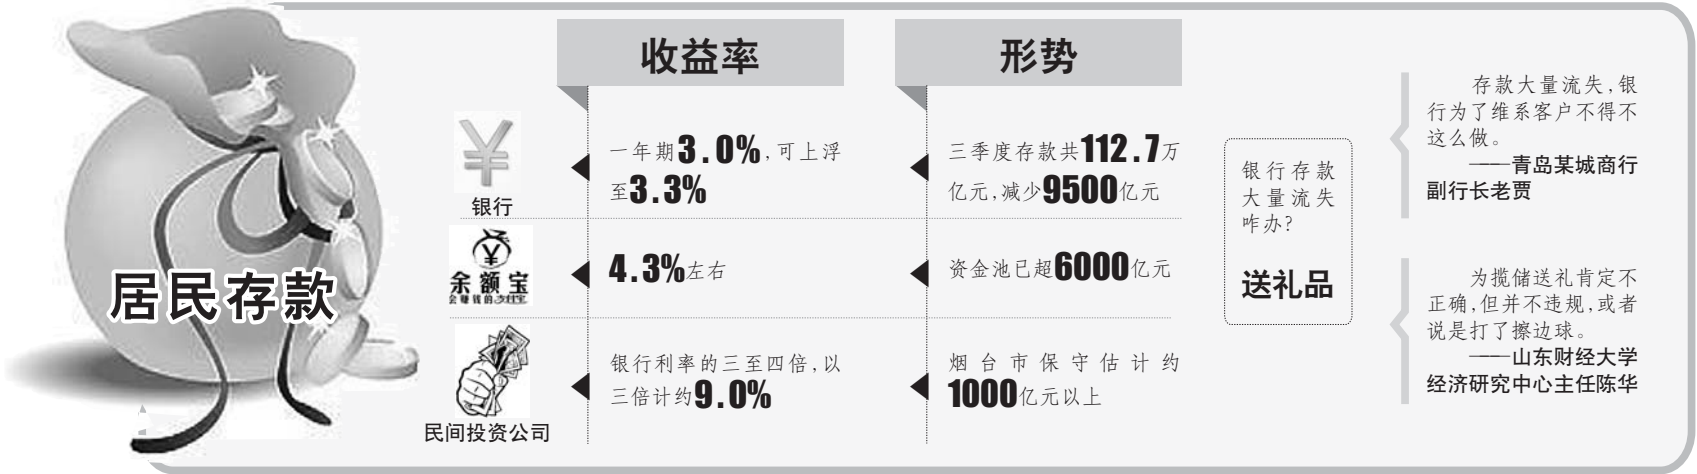 居民存款
收益率
形势
银行
一年期3.0%,可上浮
至3.3%
三季度存款共112.7万
亿元,减少9500亿元
余额宝
会赚钱的支付宝
4.3%左右
资金池已超6000亿元
民间投资公司
银行利率的三至四倍,以
三倍计约9.0%
烟台市保守估计约
1000亿元以上
银行存款
大量流失
咋办?
送礼品
存款大量流失,银
行为了维系客户不得不
这么做。
——青岛某城商行
副行长老贾
为揽储送礼肯定不
正确,但并不违规,或者
说是打了擦边球。
——山东财经大学
经济研究中心主任陈华